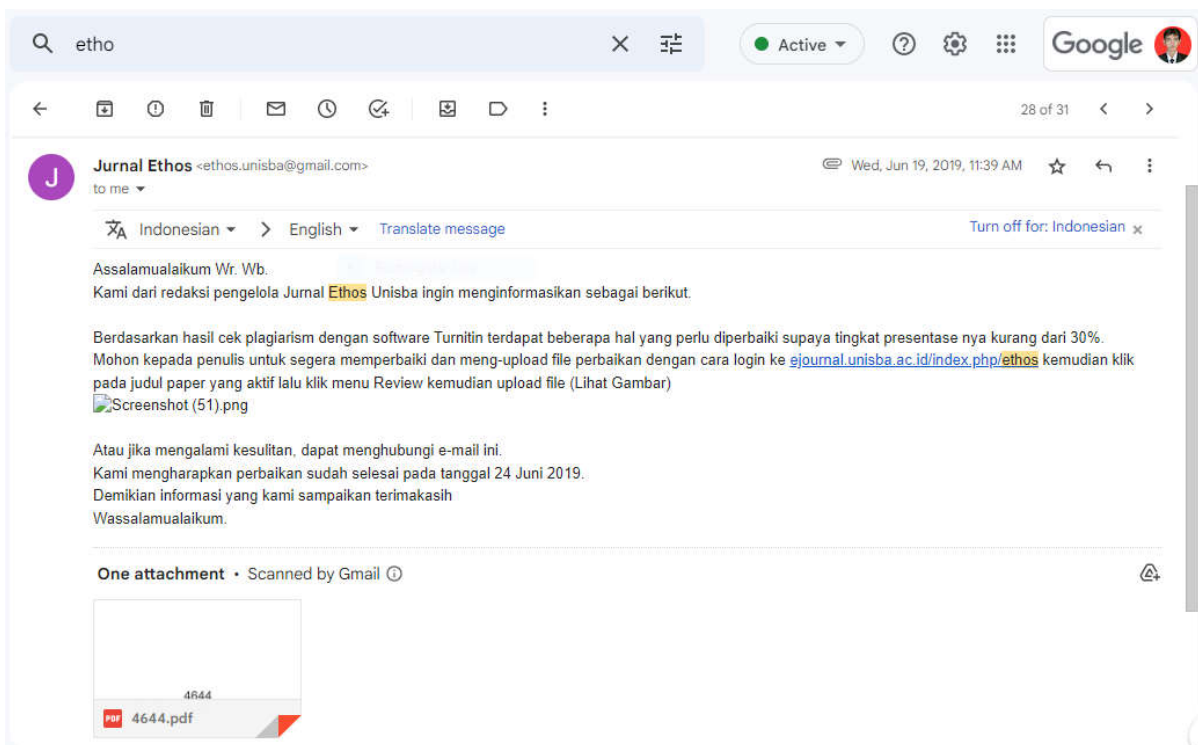 etho
Active
Google
28 of 31
Jurnal Ethos <ethos.unisba@gmail.com>
Wed, Jun 19, 2019, 11:39 AM
to me
Indonesian > English Translate message
Turn off for: Indonesian x
Assalamualaikum Wr. Wb.
Kami dari redaksi pengelola Jurnal Ethos Unisba ingin menginformasikan sebagai berikut.
Berdasarkan hasil cek plagiarism dengan software Turnitin terdapat beberapa hal yang perlu diperbaiki supaya tingkat presentase nya kurang dari 30%.
Mohon kepada penulis untuk segera memperbaiki dan meng-upload file perbaikan dengan cara login ke ejournal.unisba.ac.id/index.php/ethos kemudian klik
pada judul paper yang aktif lalu klik menu Review kemudian upload file (Lihat Gambar)
Screenshot (51).png
Atau jika mengalami kesulitan, dapat menghubungi e-mail ini.
Kami mengharapkan perbaikan sudah selesai pada tanggal 24 Juni 2019.
Demikian informasi yang kami sampaikan terimakasih
Wassalamualaikum.
One attachment • Scanned by Gmail
4644
PDF 4644.pdf
J